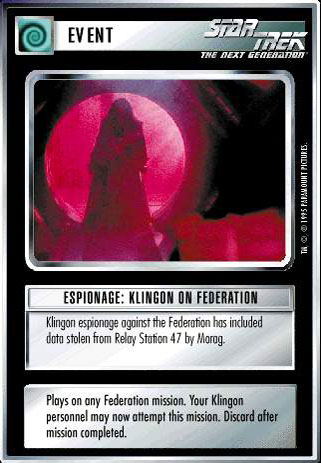 EVENT
STAR TREK
THE NEXT GENERATION
TM, © © 1995 PARAMOUNT PICTURES.
ESPIONAGE: KLINGON ON FEDERATION
Klingon espionage against the Federation has included
data stolen from Relay Station 47 by Morag.
Plays on any Federation mission. Your Klingon
personnel may now attempt this mission. Discard after
mission completed.